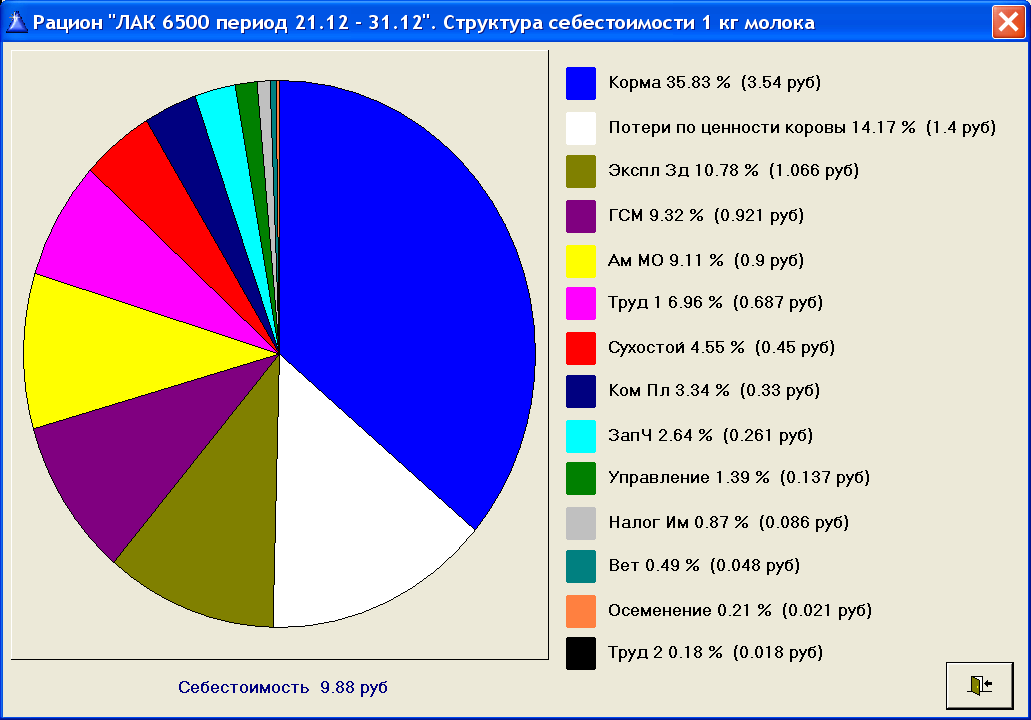 Рацион "ЛАК 6500 период 21.12 - 31.12". Структура себестоимости 1 кг молока
Корма 35.83 % (3.54 руб)
Потери по ценности коровы 14.17 % (1.4 руб)
Экспл Зд 10.78 % (1.066 руб)
ГСМ 9.32 % (0.921 руб)
Ам МО 9.11 % (0.9 руб)
Труд 1 6.96 % (0.687 руб)
Сухостой 4.55 % (0.45 руб)
Ком Пл 3.34 % (0.33 руб)
ЗапЧ 2.64 % (0.261 руб)
Управление 1.39 % (0.137 руб)
Налог Им 0.87 % (0.086 руб)
Вет 0.49 % (0.048 руб)
Осеменение 0.21 % (0.021 руб)
Труд 2 0.18 % (0.018 руб)
Себестоимость 9.88 руб